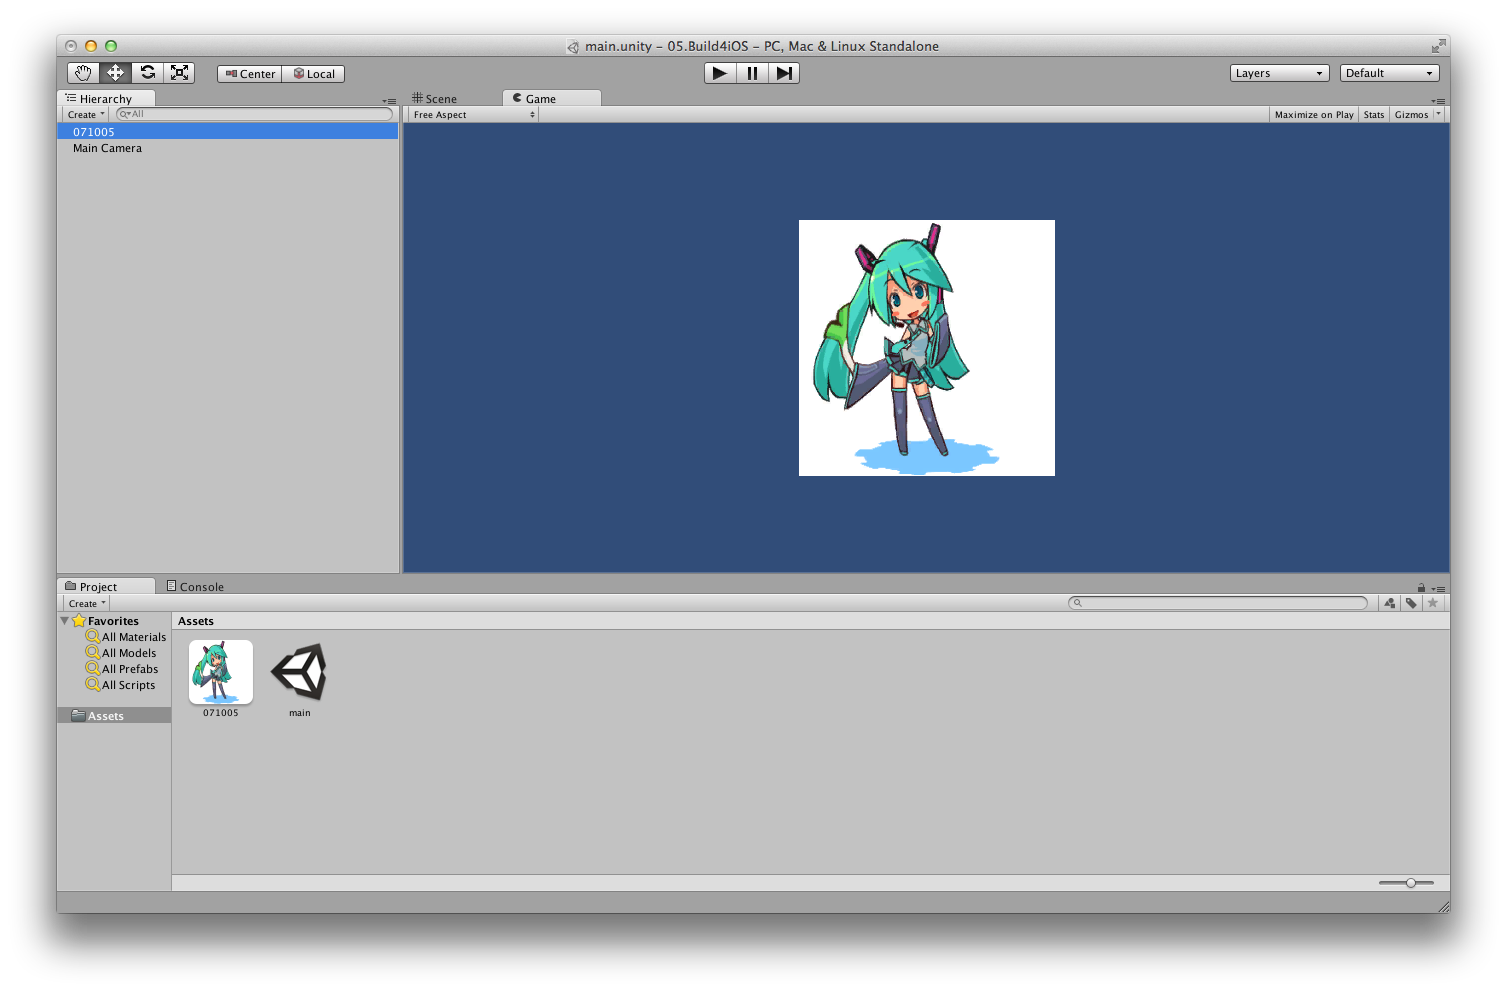 main.unity – 05.Build4iOS – PC, Mac & Linux Standalone
Center Local
Layers Default
Hierarchy
Create All
071005
Main Camera
Scene Game
Free Aspect Maximize on Play Stats Gizmos
Project Console
Create
Favorites
All Materials
All Models
All Prefabs
All Scripts
Assets
Assets
071005 main